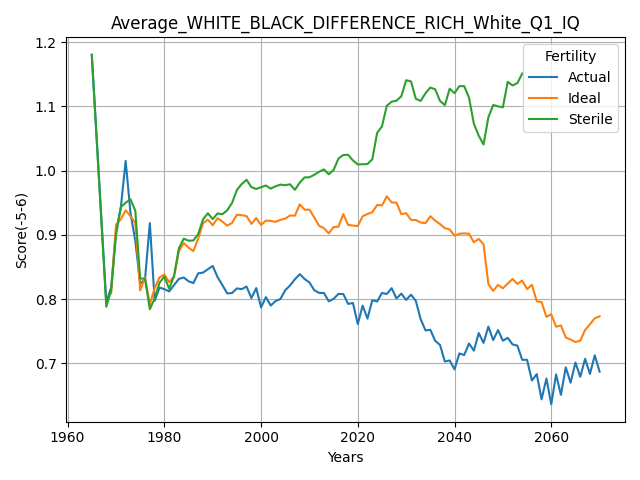 Average_WHITE_BLACK_DIFFERENCE_RICH_White_Q1_IQ
Fertility
Actual
Ideal
Sterile
Score(-5-6)
1.2
1.1
1.0
0.9
0.8
0.7
1960
1980
2000
2020
2040
2060
Years